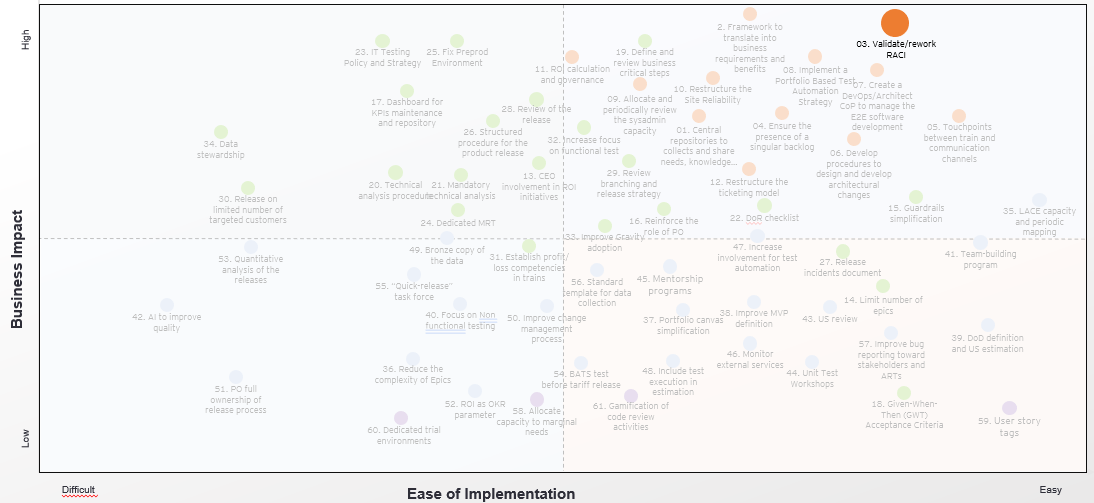 High
Business Impact
Low
Difficult
Ease of Implementation
Easy
2. Framework to
translate into
business
requirements and
benefits
03. Validate/rework
RACI
23. IT Testing
Policy and Strategy
25. Fix Preprod
Environment
11. ROI calculation
and governance
19. Define and
review business
critical steps
08. Implement a
Portfolio Based Test
Automation
Strategy
07. Create a
DevOps/Architect
CoP to manage the
E2E software
development
10. Restructure the
Site Reliability
09. Allocate and
periodically review
the sysadmin
capacity
17. Dashboard for
KPIs maintenance
and repository
28. Review of the
release
26. Structured
procedure for the
product release
32. Increase focus
on functional test
01. Central
repositories to
collects and share
needs, knowledge...
04. Ensure the
presence of a
singular backlog
05. Touchpoints
between train and
communication
channels
34. Data
stewardship
06. Develop
procedures to
design and develop
architectural
changes
20. Technical
analysis procedure
21. Mandatory
technical analysis
13. CEO
involvement in ROI
initiatives
29. Review
branching and
release strategy
12. Restructure the
ticketing model
30. Release on
limited number of
targeted customers
24. Dedicated MRT
16. Reinforce the
role of PO
22. DoR checklist
15. Guardrails
simplification
35. LACE capacity
and periodic
mapping
33. Improve Gravity
adoption
53. Quantitative
analysis of the
releases
49. Bronze copy of
the data
31. Establish profit/
loss competencies
in trains
47. Increase
involvement for test
automation
27. Release
incidents document
41. Team-building
program
55. "Quick-release"
task force
56. Standard
template for data
collection
45. Mentorship
programs
14. Limit number of
epics
42. AI to improve
quality
40. Focus on Non
functional testing
50. Improve change
management
process
37. Portfolio canvas
simplification
38. Improve MVP
definition
43. US review
39. DoD definition
and US estimation
57. Improve bug
reporting toward
stakeholders and
ARTs
46. Monitor
external services
36. Reduce the
complexity of Epics
54. BATS test
before tariff release
48. Include test
execution in
estimation
44. Unit Test
Workshops
51. PO full
ownership of
release process
52. ROI as OKR
parameter
58. Allocate
capacity to marginal
needs
61. Gamification of
code review
activities
18. Given-When-
Then (GWT)
Acceptance Criteria
59. User story
tags
60. Dedicated trial
environments